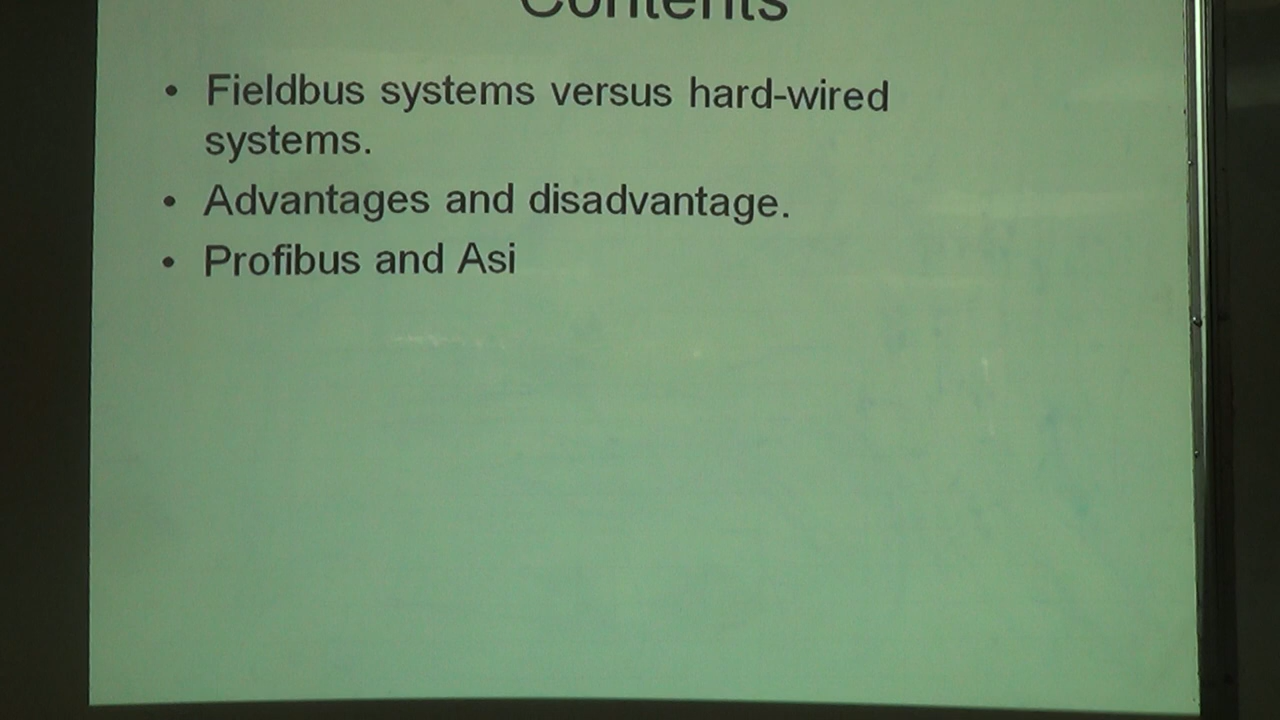 Contents
• Fieldbus systems versus hard-wired
systems.
• Advantages and disadvantage.
• Profibus and Asi